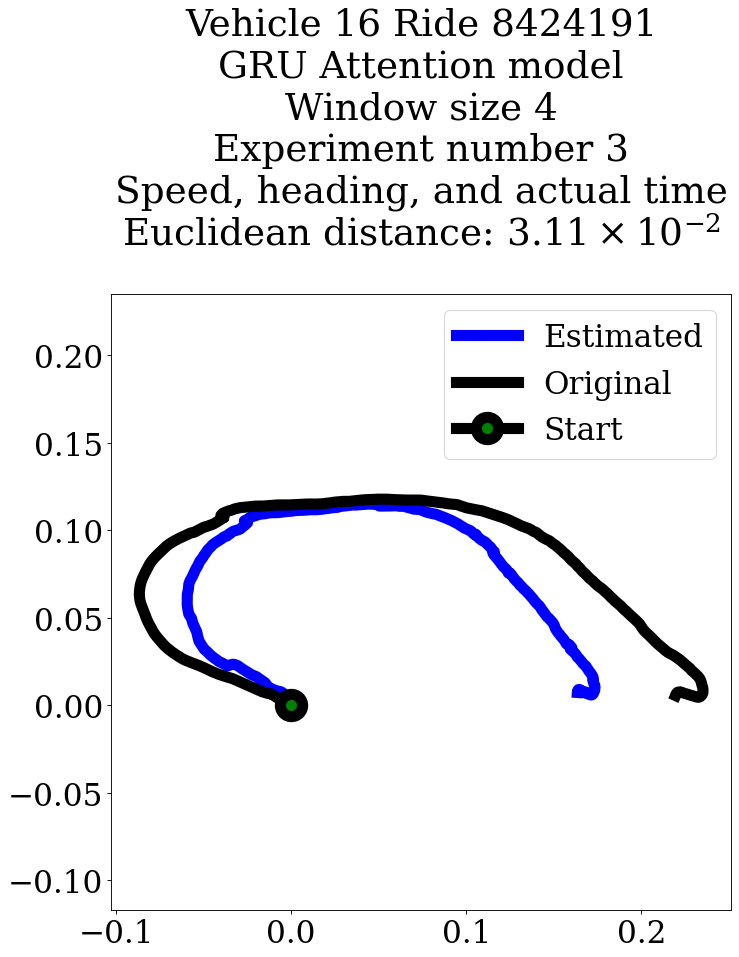 Vehicle 16 Ride 8424191
GRU Attention model
Window size 4
Experiment number 3
Speed, heading, and actual time
Euclidean distance: 3.11 × 10⁻²
Estimated
Original
Start
0.20
0.15
0.10
0.05
0.00
−0.05
−0.10
−0.1 0.0 0.1 0.2